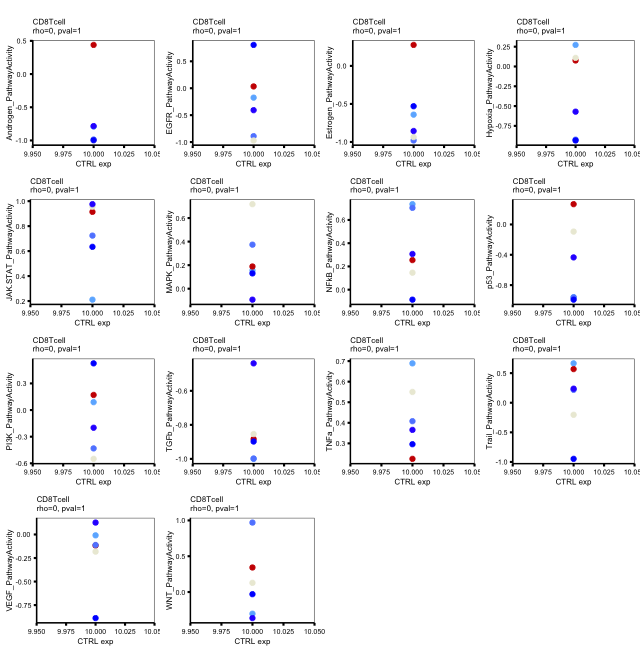 CD8Tcell
rho=0, pval=1
Androgen_PathwayActivity
0.5
0.0
-0.5
-1.0
9.950 9.975 10.000 10.025 10.05
CTRL exp
CD8Tcell
rho=0, pval=1
EGFR_PathwayActivity
0.5
0.0
-0.5
-1.0
9.950 9.975 10.000 10.025 10.05
CTRL exp
CD8Tcell
rho=0, pval=1
Estrogen_PathwayActivity
0.0
-0.5
-1.0
9.950 9.975 10.000 10.025 10.05
CTRL exp
CD8Tcell
rho=0, pval=1
Hypoxia_PathwayActivity
0.25
0.00
-0.25
-0.50
-0.75
9.950 9.975 10.000 10.025 10.05
CTRL exp
CD8Tcell
rho=0, pval=1
JAK.STAT_PathwayActivity
1.0
0.8
0.6
0.4
0.2
9.950 9.975 10.000 10.025 10.05
CTRL exp
CD8Tcell
rho=0, pval=1
MAPK_PathwayActivity
0.6
0.4
0.2
0.0
9.950 9.975 10.000 10.025 10.05
CTRL exp
CD8Tcell
rho=0, pval=1
NFkB_PathwayActivity
0.6
0.4
0.2
0.0
9.950 9.975 10.000 10.025 10.05
CTRL exp
CD8Tcell
rho=0, pval=1
p53_PathwayActivity
0.0
-0.4
-0.8
9.950 9.975 10.000 10.025 10.05
CTRL exp
CD8Tcell
rho=0, pval=1
PI3K_PathwayActivity
0.3
0.0
-0.3
-0.6
9.950 9.975 10.000 10.025 10.05
CTRL exp
CD8Tcell
rho=0, pval=1
TGFb_PathwayActivity
-0.6
-0.8
-1.0
9.950 9.975 10.000 10.025 10.05
CTRL exp
CD8Tcell
rho=0, pval=1
TNFa_PathwayActivity
0.7
0.6
0.5
0.4
0.3
9.950 9.975 10.000 10.025 10.05
CTRL exp
CD8Tcell
rho=0, pval=1
Trail_PathwayActivity
0.5
0.0
-0.5
-1.0
9.950 9.975 10.000 10.025 10.05
CTRL exp
CD8Tcell
rho=0, pval=1
VEGF_PathwayActivity
0.00
-0.25
-0.50
-0.75
9.950 9.975 10.000 10.025 10.05
CTRL exp
CD8Tcell
rho=0, pval=1
WNT_PathwayActivity
1.0
0.5
0.0
9.950 9.975 10.000 10.025 10.050
CTRL exp